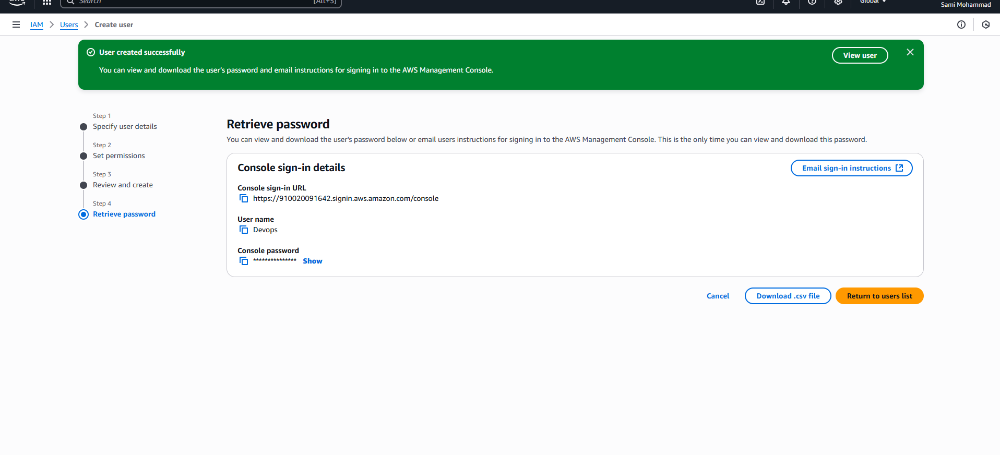 aws
Search
[Alt+S]
Global
Sami Mohammad
IAM
Users
Create user
User created successfully
You can view and download the user's password and email instructions for signing in to the AWS Management Console.
View user
Step 1
Specify user details
Step 2
Set permissions
Step 3
Review and create
Step 4
Retrieve password
Retrieve password
You can view and download the user's password below or email users instructions for signing in to the AWS Management Console. This is the only time you can view and download this password.
Console sign-in details
Email sign-in instructions
Console sign-in URL
https://910020091642.signin.aws.amazon.com/console
User name
Devops
Console password
*************** Show
Cancel
Download .csv file
Return to users list